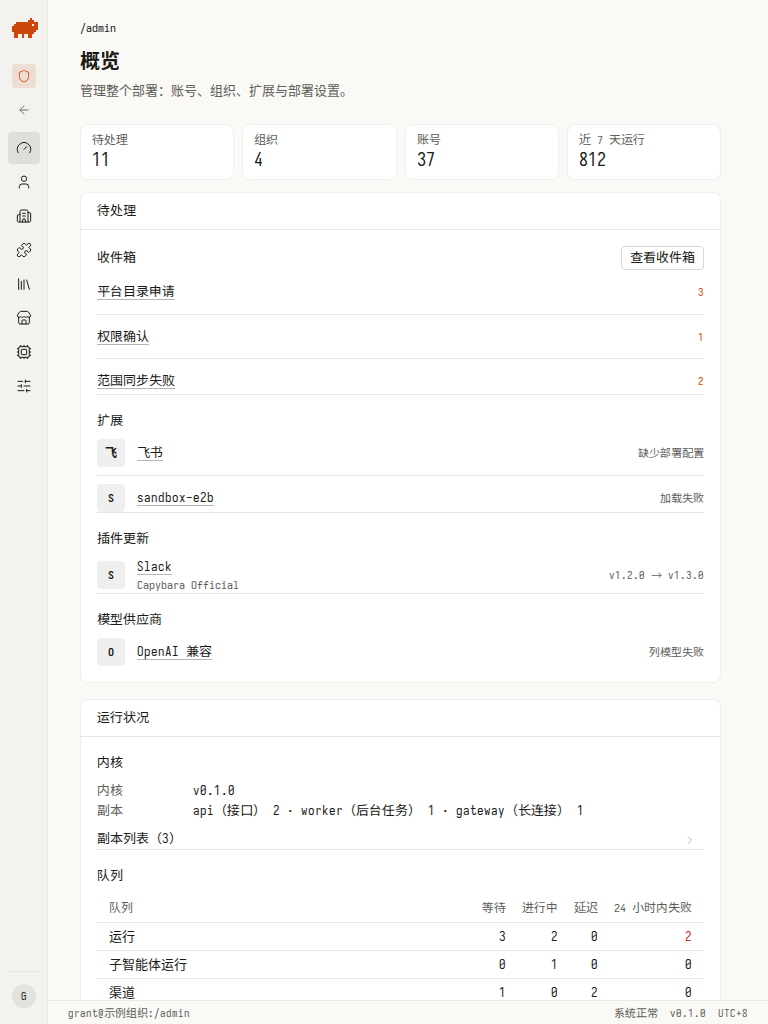 /admin
概览
管理整个部署：账号、组织、扩展与部署设置。
待处理
11
组织
4
账号
37
近 7 天运行
812
待处理
收件箱
查看收件箱
平台目录申请 3
权限确认 1
范围同步失败 2
扩展
飞 飞书 缺少部署配置
S sandbox-e2b 加载失败
插件更新
S Slack v1.2.0 → v1.3.0
Capybara Official
模型供应商
O OpenAI 兼容 列模型失败
运行状况
内核
内核 v0.1.0
副本 api（接口） 2 · worker（后台任务） 1 · gateway（长连接） 1
副本列表（3）
队列
队列 等待 进行中 延迟 24 小时内失败
运行 3 2 0 2
子智能体运行 0 1 0 0
渠道 1 0 2 0
G
grant@示例组织:/admin 系统正常 v0.1.0 UTC+8